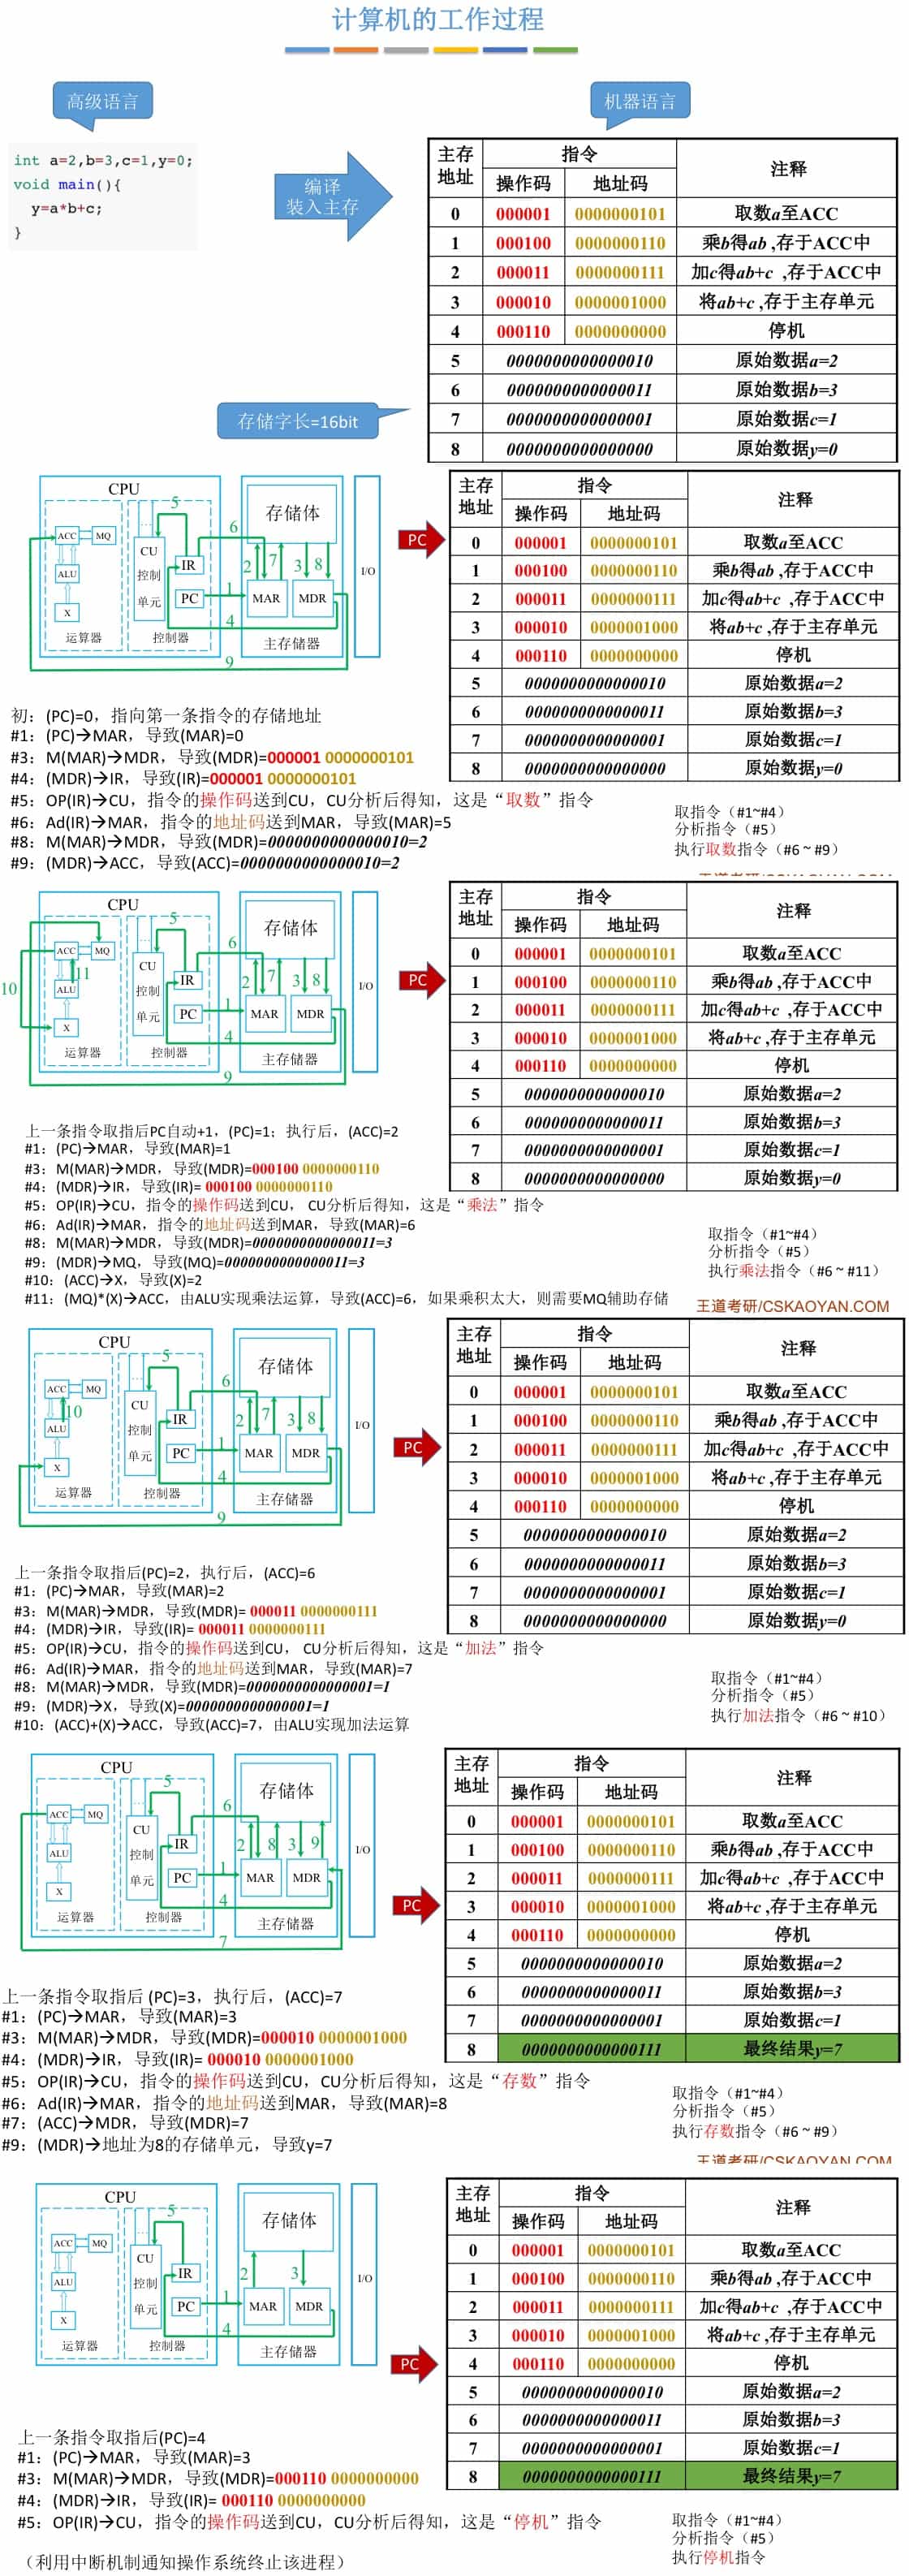 计算机的工作过程
高级语言
机器语言
int a=2,b=3,c=1,y=0;
void main(){
y=a*b+c;
}
编译
装入主存
存储字长=16bit
主存地址 指令 注释
操作码 地址码
0 000001 0000000101 取数a至ACC
1 000100 0000000110 乘b得ab ,存于ACC中
2 000011 0000000111 加c得ab+c ,存于ACC中
3 000010 0000001000 将ab+c ,存于主存单元
4 000110 0000000000 停机
5 0000000000000010 原始数据a=2
6 0000000000000011 原始数据b=3
7 0000000000000001 原始数据c=1
8 0000000000000000 原始数据y=0
CPU
5
ACC MQ
CU
控制
单元
IR
ALU
PC
X
运算器 控制器
6
存储体
2 7 3 8
1
MAR MDR
4
主存储器
9
I/O
PC
主存地址 指令 注释
操作码 地址码
0 000001 0000000101 取数a至ACC
1 000100 0000000110 乘b得ab ,存于ACC中
2 000011 0000000111 加c得ab+c ,存于ACC中
3 000010 0000001000 将ab+c ,存于主存单元
4 000110 0000000000 停机
5 0000000000000010 原始数据a=2
6 0000000000000011 原始数据b=3
7 0000000000000001 原始数据c=1
8 0000000000000000 原始数据y=0
初：(PC)=0，指向第一条指令的存储地址
#1：(PC)→MAR，导致(MAR)=0
#3：M(MAR)→MDR，导致(MDR)=000001 0000000101
#4：(MDR)→IR，导致(IR)=000001 0000000101
#5：OP(IR)→CU，指令的操作码送到CU，CU分析后得知，这是“取数”指令
#6：Ad(IR)→MAR，指令的地址码送到MAR，导致(MAR)=5
#8：M(MAR)→MDR，导致(MDR)=0000000000000010=2
#9：(MDR)→ACC，导致(ACC)=0000000000000010=2
取指令（#1~#4）
分析指令（#5）
执行取数指令（#6 ~ #9）
王道考研/CSKAOYAN.COM
CPU
5
ACC MQ
11
10
CU
控制
单元
IR
ALU
PC
X
运算器 控制器
6
存储体
2 7 3 8
1
MAR MDR
4
主存储器
9
I/O
PC
主存地址 指令 注释
操作码 地址码
0 000001 0000000101 取数a至ACC
1 000100 0000000110 乘b得ab ,存于ACC中
2 000011 0000000111 加c得ab+c ,存于ACC中
3 000010 0000001000 将ab+c ,存于主存单元
4 000110 0000000000 停机
5 0000000000000010 原始数据a=2
6 0000000000000011 原始数据b=3
7 0000000000000001 原始数据c=1
8 0000000000000000 原始数据y=0
上一条指令取指后PC自动+1，(PC)=1；执行后，(ACC)=2
#1：(PC)→MAR，导致(MAR)=1
#3：M(MAR)→MDR，导致(MDR)=000100 0000000110
#4：(MDR)→IR，导致(IR)= 000100 0000000110
#5：OP(IR)→CU，指令的操作码送到CU， CU分析后得知，这是“乘法”指令
#6：Ad(IR)→MAR，指令的地址码送到MAR，导致(MAR)=6
#8：M(MAR)→MDR，导致(MDR)=0000000000000011=3
#9：(MDR)→MQ，导致(MQ)=0000000000000011=3
#10：(ACC)→X，导致(X)=2
#11：(MQ)*(X)→ACC，由ALU实现乘法运算，导致(ACC)=6，如果乘积太大，则需要MQ辅助存储
取指令（#1~#4）
分析指令（#5）
执行乘法指令（#6 ~ #11）
王道考研/CSKAOYAN.COM
CPU
5
ACC MQ
10
CU
控制
单元
IR
ALU
PC
X
运算器 控制器
6
存储体
2 7 3 8
1
MAR MDR
4
主存储器
9
I/O
PC
主存地址 指令 注释
操作码 地址码
0 000001 0000000101 取数a至ACC
1 000100 0000000110 乘b得ab ,存于ACC中
2 000011 0000000111 加c得ab+c ,存于ACC中
3 000010 0000001000 将ab+c ,存于主存单元
4 000110 0000000000 停机
5 0000000000000010 原始数据a=2
6 0000000000000011 原始数据b=3
7 0000000000000001 原始数据c=1
8 0000000000000000 原始数据y=0
上一条指令取指后(PC)=2，执行后，(ACC)=6
#1：(PC)→MAR，导致(MAR)=2
#3：M(MAR)→MDR，导致(MDR)= 000011 0000000111
#4：(MDR)→IR，导致(IR)= 000011 0000000111
#5：OP(IR)→CU，指令的操作码送到CU， CU分析后得知，这是“加法”指令
#6：Ad(IR)→MAR，指令的地址码送到MAR，导致(MAR)=7
#8：M(MAR)→MDR，导致(MDR)=0000000000000001=1
#9：(MDR)→X，导致(X)=0000000000000001=1
#10：(ACC)+(X)→ACC，导致(ACC)=7，由ALU实现加法运算
取指令（#1~#4）
分析指令（#5）
执行加法指令（#6 ~ #10）
CPU
5
ACC MQ
CU
控制
单元
IR
ALU
PC
X
运算器 控制器
6
存储体
2 8 3 9
1
MAR MDR
4
主存储器
7
I/O
PC
主存地址 指令 注释
操作码 地址码
0 000001 0000000101 取数a至ACC
1 000100 0000000110 乘b得ab ,存于ACC中
2 000011 0000000111 加c得ab+c ,存于ACC中
3 000010 0000001000 将ab+c ,存于主存单元
4 000110 0000000000 停机
5 0000000000000010 原始数据a=2
6 0000000000000011 原始数据b=3
7 0000000000000001 原始数据c=1
8 0000000000000111 最终结果y=7
上一条指令取指后 (PC)=3，执行后，(ACC)=7
#1：(PC)→MAR，导致(MAR)=3
#3：M(MAR)→MDR，导致(MDR)=000010 0000001000
#4：(MDR)→IR，导致(IR)= 000010 0000001000
#5：OP(IR)→CU，指令的操作码送到CU，CU分析后得知，这是“存数”指令
#6：Ad(IR)→MAR，指令的地址码送到MAR，导致(MAR)=8
#7：(ACC)→MDR，导致(MDR)=7
#9：(MDR)→地址为8的存储单元，导致y=7
取指令（#1~#4）
分析指令（#5）
执行存数指令（#6 ~ #9）
王道考研/CSKAOYAN.COM
CPU
5
ACC MQ
CU
控制
单元
IR
ALU
PC
X
运算器 控制器
存储体
2 3
1
MAR MDR
4
主存储器
I/O
PC
主存地址 指令 注释
操作码 地址码
0 000001 0000000101 取数a至ACC
1 000100 0000000110 乘b得ab ,存于ACC中
2 000011 0000000111 加c得ab+c ,存于ACC中
3 000010 0000001000 将ab+c ,存于主存单元
4 000110 0000000000 停机
5 0000000000000010 原始数据a=2
6 0000000000000011 原始数据b=3
7 0000000000000001 原始数据c=1
8 0000000000000111 最终结果y=7
上一条指令取指后(PC)=4
#1：(PC)→MAR，导致(MAR)=3
#3：M(MAR)→MDR，导致(MDR)=000110 0000000000
#4：(MDR)→IR，导致(IR)= 000110 0000000000
#5：OP(IR)→CU，指令的操作码送到CU，CU分析后得知，这是“停机”指令
（利用中断机制通知操作系统终止该进程）
取指令（#1~#4）
分析指令（#5）
执行停机指令